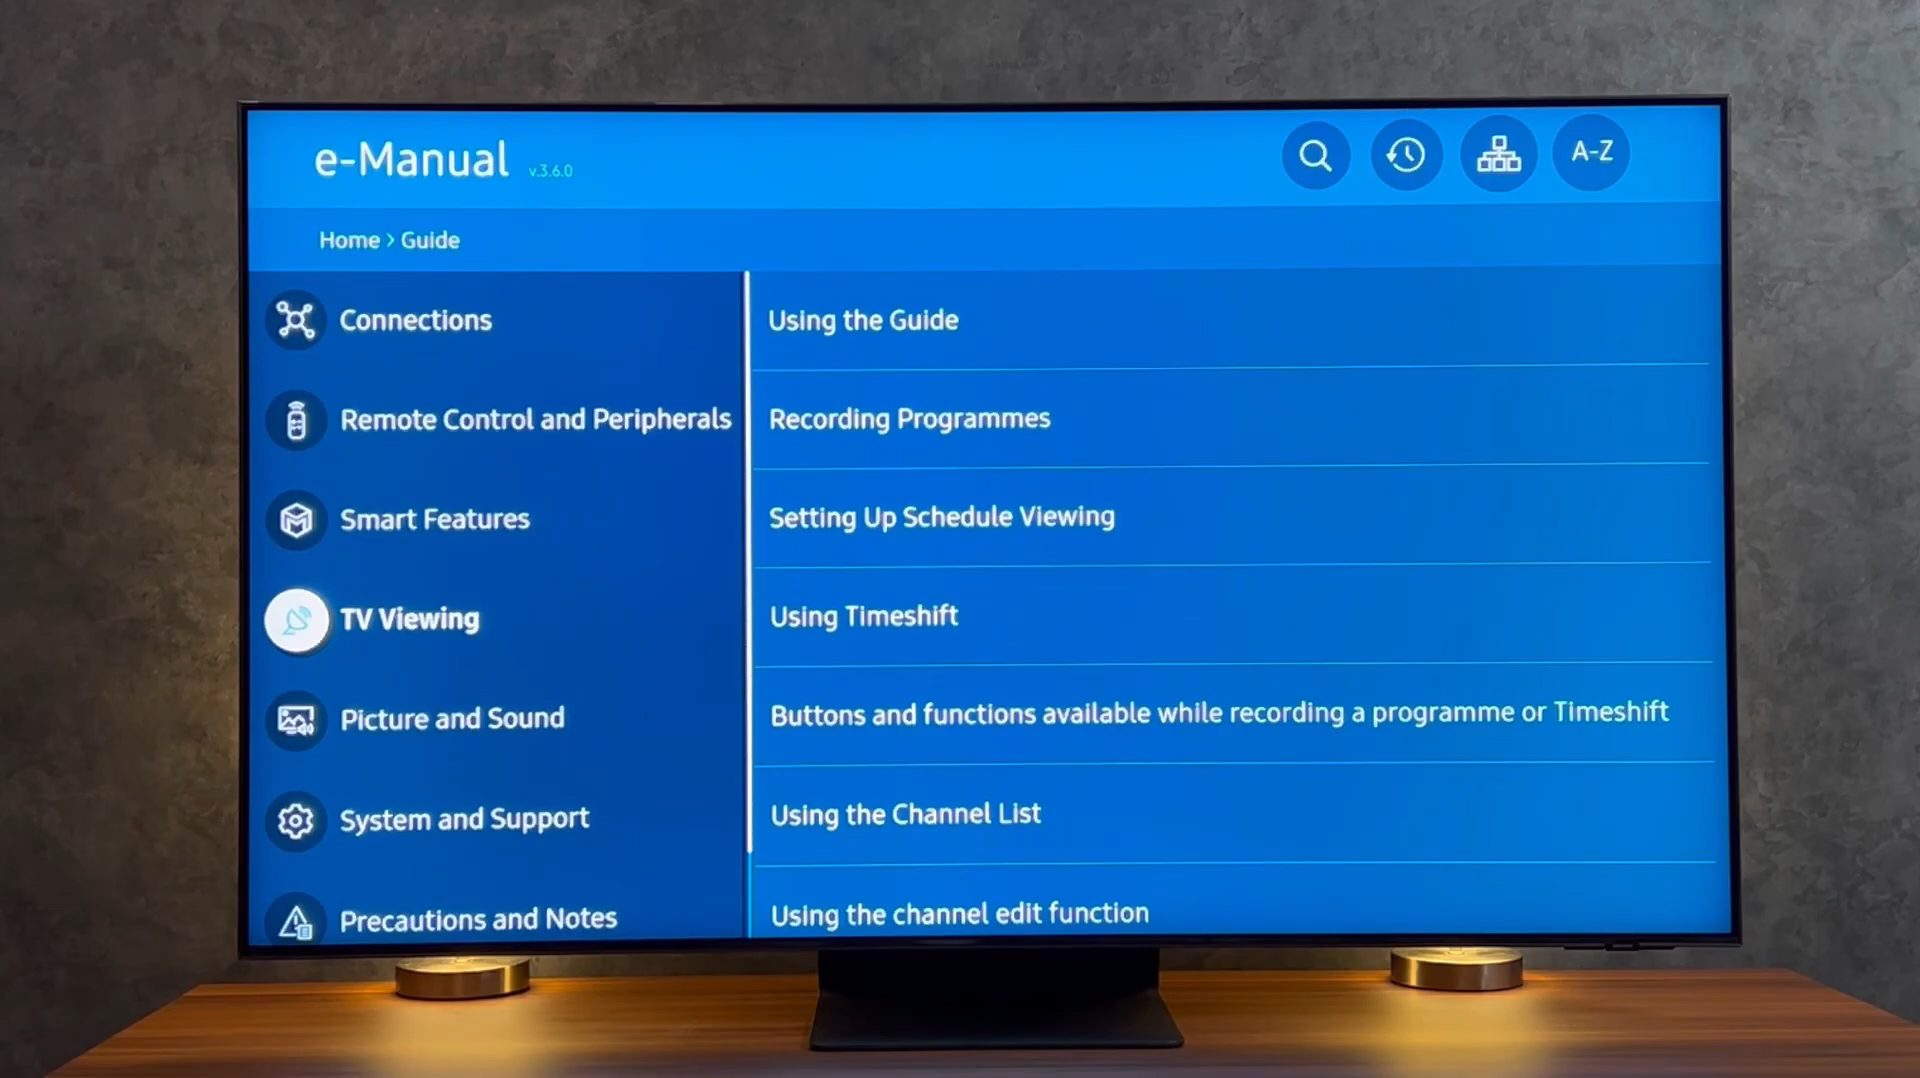 e-Manual v.3.6.0
A-Z
Home > Guide
Connections
Remote Control and Peripherals
Smart Features
TV Viewing
Picture and Sound
System and Support
Precautions and Notes
Using the Guide
Recording Programmes
Setting Up Schedule Viewing
Using Timeshift
Buttons and functions available while recording a programme or Timeshift
Using the Channel List
Using the channel edit function